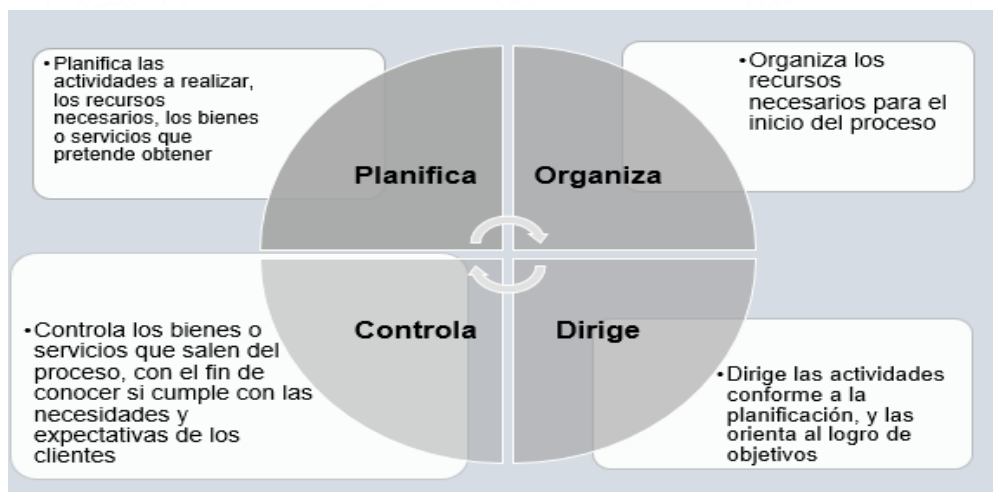 •Planifica las
actividades a realizar,
los recursos
necesarios, los bienes
o servicios que
pretende obtener
Planifica
•Organiza los
recursos
necesarios para el
inicio del proceso
Organiza
•Controla los bienes o
servicios que salen del
proceso, con el fin de
conocer si cumple con las
necesidades y
expectativas de los
clientes
Controla
Dirige
•Dirige las actividades
conforme a la
planificación, y las
orienta al logro de
objetivos